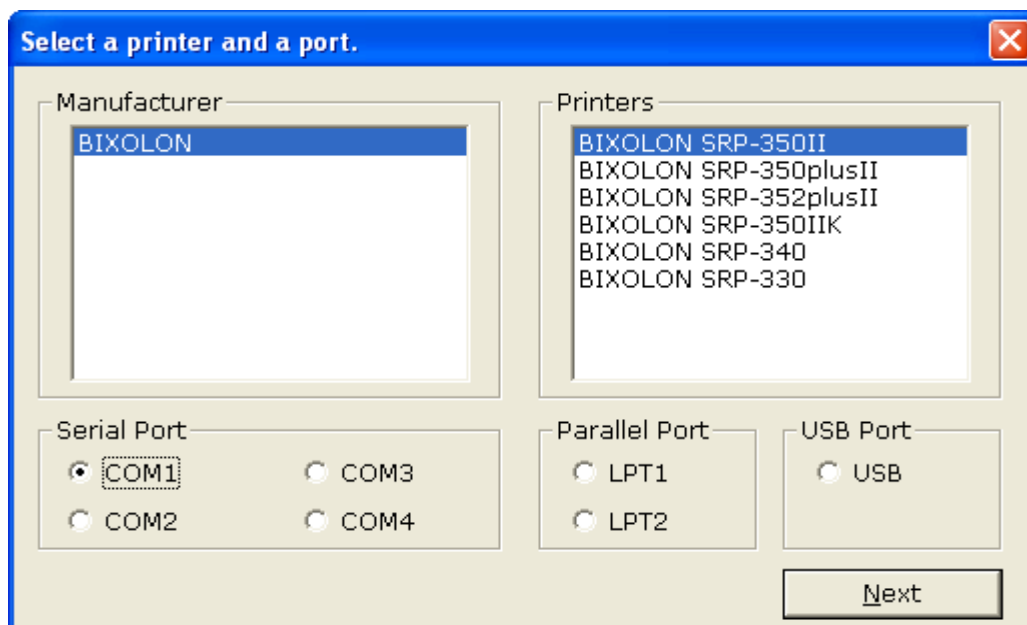 Select a printer and a port.
Manufacturer
BIXOLON
Printers
BIXOLON SRP-350II
BIXOLON SRP-350plusII
BIXOLON SRP-352plusII
BIXOLON SRP-350IIK
BIXOLON SRP-340
BIXOLON SRP-330
Serial Port
COM1
COM3
COM2
COM4
Parallel Port
LPT1
LPT2
USB Port
USB
Next